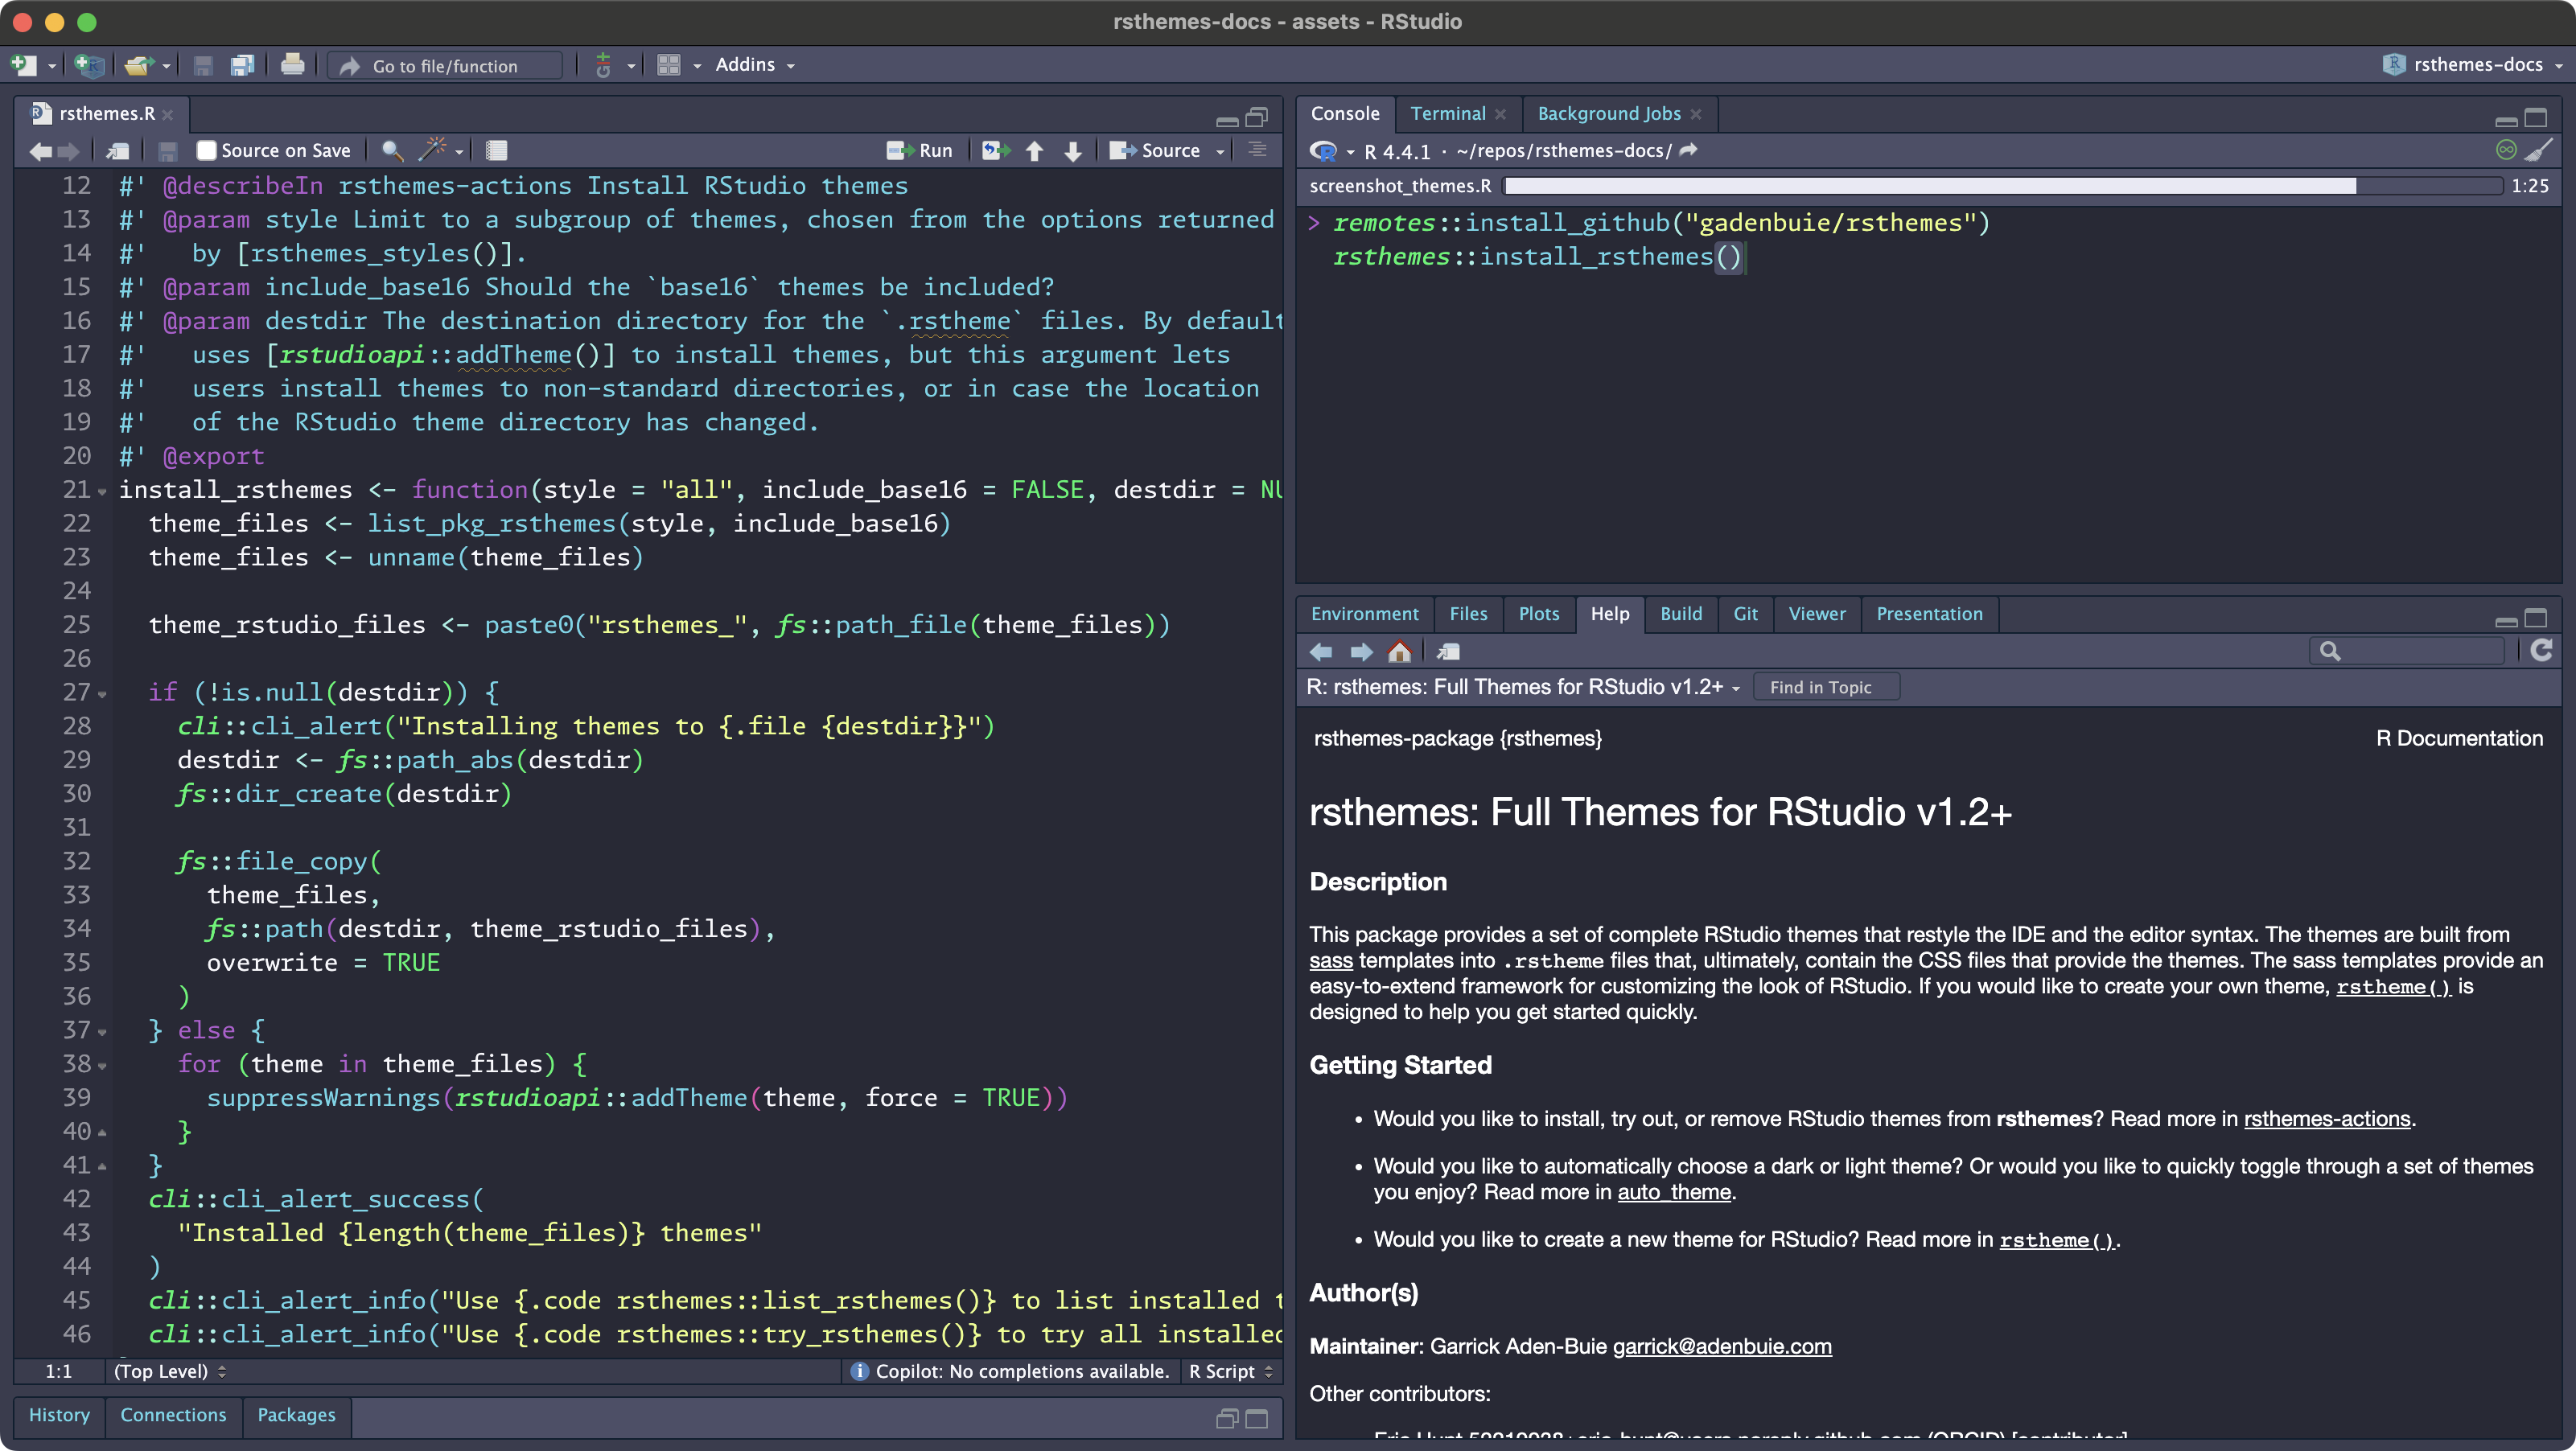 rsthemes-docs - assets - RStudio
Go to file/function
Addins
rsthemes-docs
rsthemes.R
Source on Save
Run
Source
12 #' @describeIn rsthemes-actions Install RStudio themes
13 #' @param style Limit to a subgroup of themes, chosen from the options returned
14 #'   by [rsthemes_styles()].
15 #' @param include_base16 Should the `base16` themes be included?
16 #' @param destdir The destination directory for the `.rstheme` files. By default
17 #'   uses [rstudioapi::addTheme()] to install themes, but this argument lets
18 #'   users install themes to non-standard directories, or in case the location
19 #'   of the RStudio theme directory has changed.
20 #' @export
21 install_rsthemes <- function(style = "all", include_base16 = FALSE, destdir = NU
22   theme_files <- list_pkg_rsthemes(style, include_base16)
23   theme_files <- unname(theme_files)
24
25   theme_rstudio_files <- paste0("rsthemes_", fs::path_file(theme_files))
26
27   if (!is.null(destdir)) {
28     cli::cli_alert("Installing themes to {.file {destdir}}")
29     destdir <- fs::path_abs(destdir)
30     fs::dir_create(destdir)
31
32     fs::file_copy(
33       theme_files,
34       fs::path(destdir, theme_rstudio_files),
35       overwrite = TRUE
36     )
37   } else {
38     for (theme in theme_files) {
39       suppressWarnings(rstudioapi::addTheme(theme, force = TRUE))
40     }
41   }
42   cli::cli_alert_success(
43     "Installed {length(theme_files)} themes"
44   )
45   cli::cli_alert_info("Use {.code rsthemes::list_rsthemes()} to list installed t
46   cli::cli_alert_info("Use {.code rsthemes::try_rsthemes()} to try all installed
1:1 (Top Level) Copilot: No completions available. R Script
History Connections Packages
Console Terminal Background Jobs
R 4.4.1 · ~/repos/rsthemes-docs/
screenshot_themes.R 1:25
> remotes::install_github("gadenbuie/rsthemes")
rsthemes::install_rsthemes()
Environment Files Plots Help Build Git Viewer Presentation
R: rsthemes: Full Themes for RStudio v1.2+ Find in Topic
rsthemes-package {rsthemes} R Documentation
rsthemes: Full Themes for RStudio v1.2+
Description
This package provides a set of complete RStudio themes that restyle the IDE and the editor syntax. The themes are built from
sass templates into .rstheme files that, ultimately, contain the CSS files that provide the themes. The sass templates provide an
easy-to-extend framework for customizing the look of RStudio. If you would like to create your own theme, rstheme() is
designed to help you get started quickly.
Getting Started
• Would you like to install, try out, or remove RStudio themes from rsthemes? Read more in rsthemes-actions.
• Would you like to automatically choose a dark or light theme? Or would you like to quickly toggle through a set of themes
you enjoy? Read more in auto_theme.
• Would you like to create a new theme for RStudio? Read more in rstheme().
Author(s)
Maintainer: Garrick Aden-Buie garrick@adenbuie.com
Other contributors: